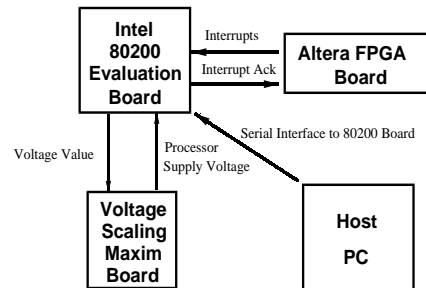 Intel
80200
Evaluation
Board
Interrupts
Interrupt Ack
Altera FPGA
Board
Serial Interface to 80200 Board
Voltage Value
Processor
Supply Voltage
Voltage
Scaling
Maxim
Board
Host
PC